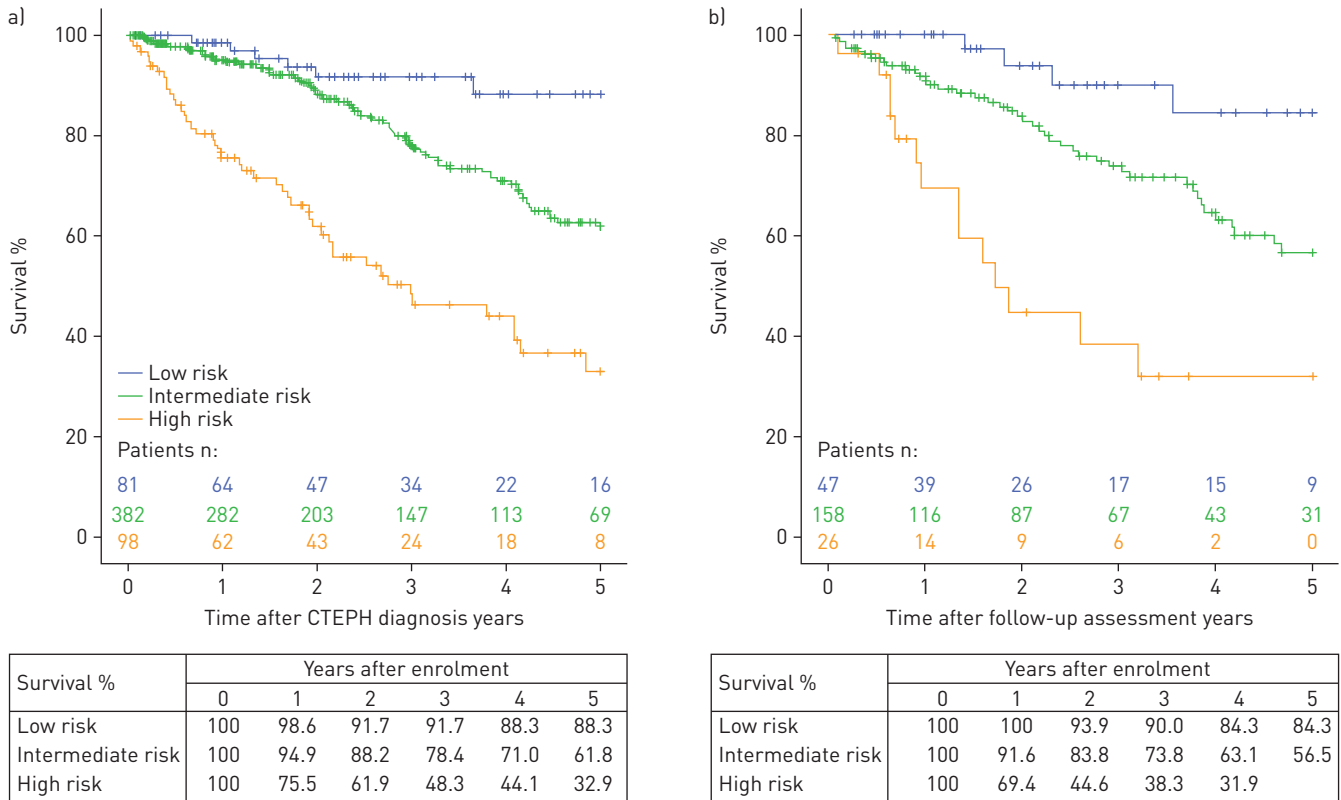 a)
100
80
60
40
20
0
Survival %
Low risk
Intermediate risk
High risk
Patients n:
81 64 47 34 22 16
382 282 203 147 113 69
98 62 43 24 18 8
0 1 2 3 4 5
Time after CTEPH diagnosis years
Survival % Years after enrolment
0 1 2 3 4 5
Low risk 100 98.6 91.7 91.7 88.3 88.3
Intermediate risk 100 94.9 88.2 78.4 71.0 61.8
High risk 100 75.5 61.9 48.3 44.1 32.9
b)
100
80
60
40
20
0
Survival %
Patients n:
47 39 26 17 15 9
158 116 87 67 43 31
26 14 9 6 2 0
0 1 2 3 4 5
Time after follow-up assessment years
Survival % Years after enrolment
0 1 2 3 4 5
Low risk 100 100 93.9 90.0 84.3 84.3
Intermediate risk 100 91.6 83.8 73.8 63.1 56.5
High risk 100 69.4 44.6 38.3 31.9